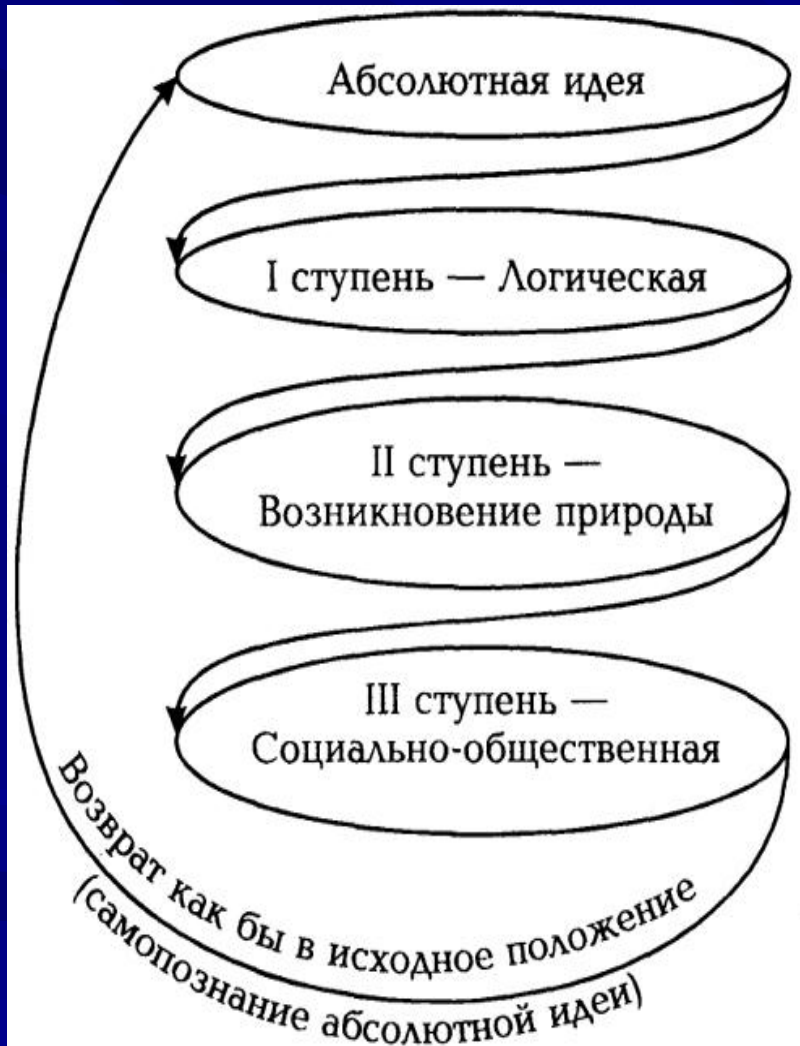 Абсолютная идея
I ступень — Логическая
II ступень —
Возникновение природы
III ступень —
Социально-общественная
Возврат как бы в исходное положение
(самопознание абсолютной идеи)